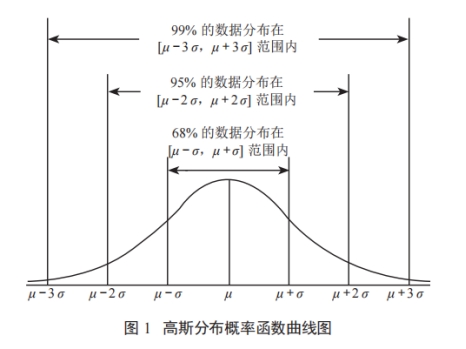 99% 的数据分布在
[μ−3σ，μ+3σ] 范围内
95% 的数据分布在
[μ−2σ，μ+2σ] 范围内
68% 的数据分布在
[μ−σ，μ+σ] 范围内
μ−3σ μ−2σ μ−σ μ μ+σ μ+2σ μ+3σ
图 1 高斯分布概率函数曲线图